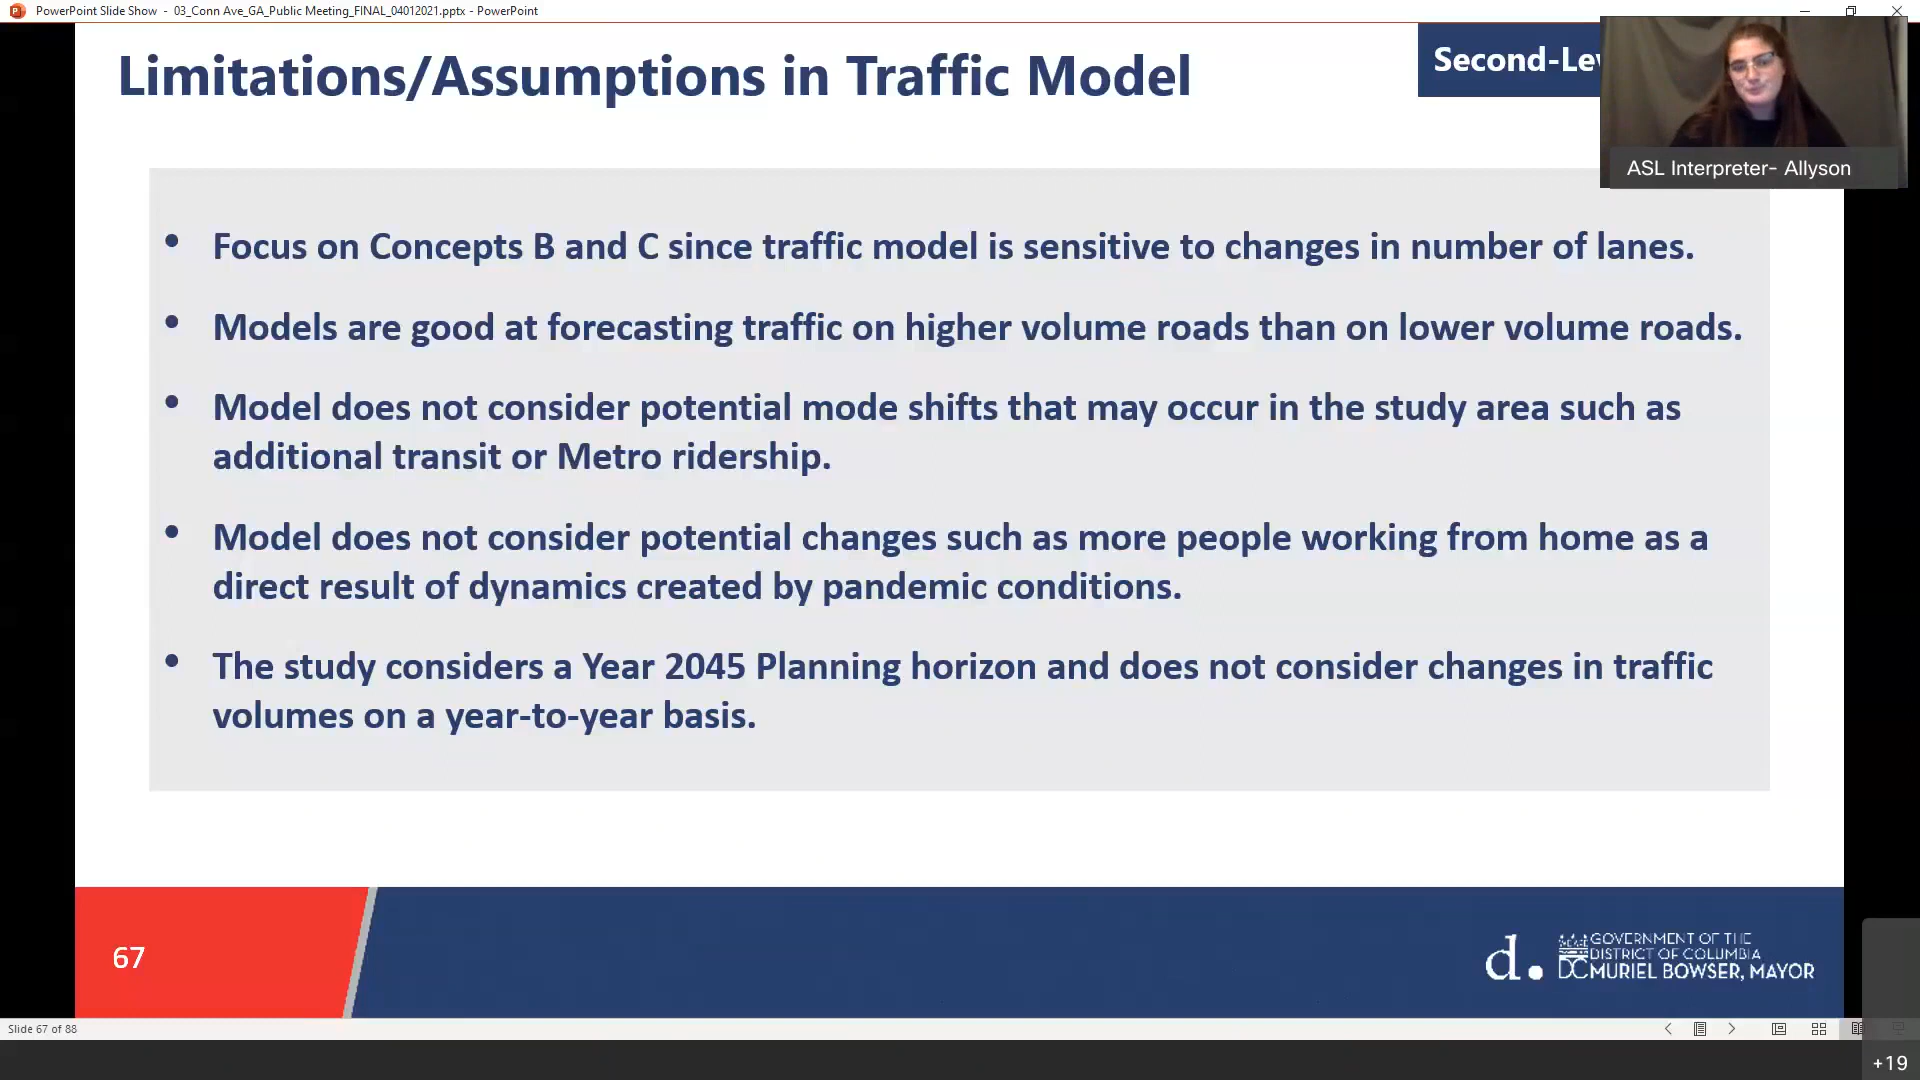 PowerPoint Slide Show - 03_Conn Ave_GA_Public Meeting_FINAL_04012021.pptx - PowerPoint
Limitations/Assumptions in Traffic Model
Second-Le
ASL Interpreter- Allyson
• Focus on Concepts B and C since traffic model is sensitive to changes in number of lanes.
• Models are good at forecasting traffic on higher volume roads than on lower volume roads.
• Model does not consider potential mode shifts that may occur in the study area such as
additional transit or Metro ridership.
• Model does not consider potential changes such as more people working from home as a
direct result of dynamics created by pandemic conditions.
• The study considers a Year 2045 Planning horizon and does not consider changes in traffic
volumes on a year-to-year basis.
67
d.
GOVERNMENT OF THE
DISTRICT OF COLUMBIA
DC MURIEL BOWSER, MAYOR
Slide 67 of 88
+19